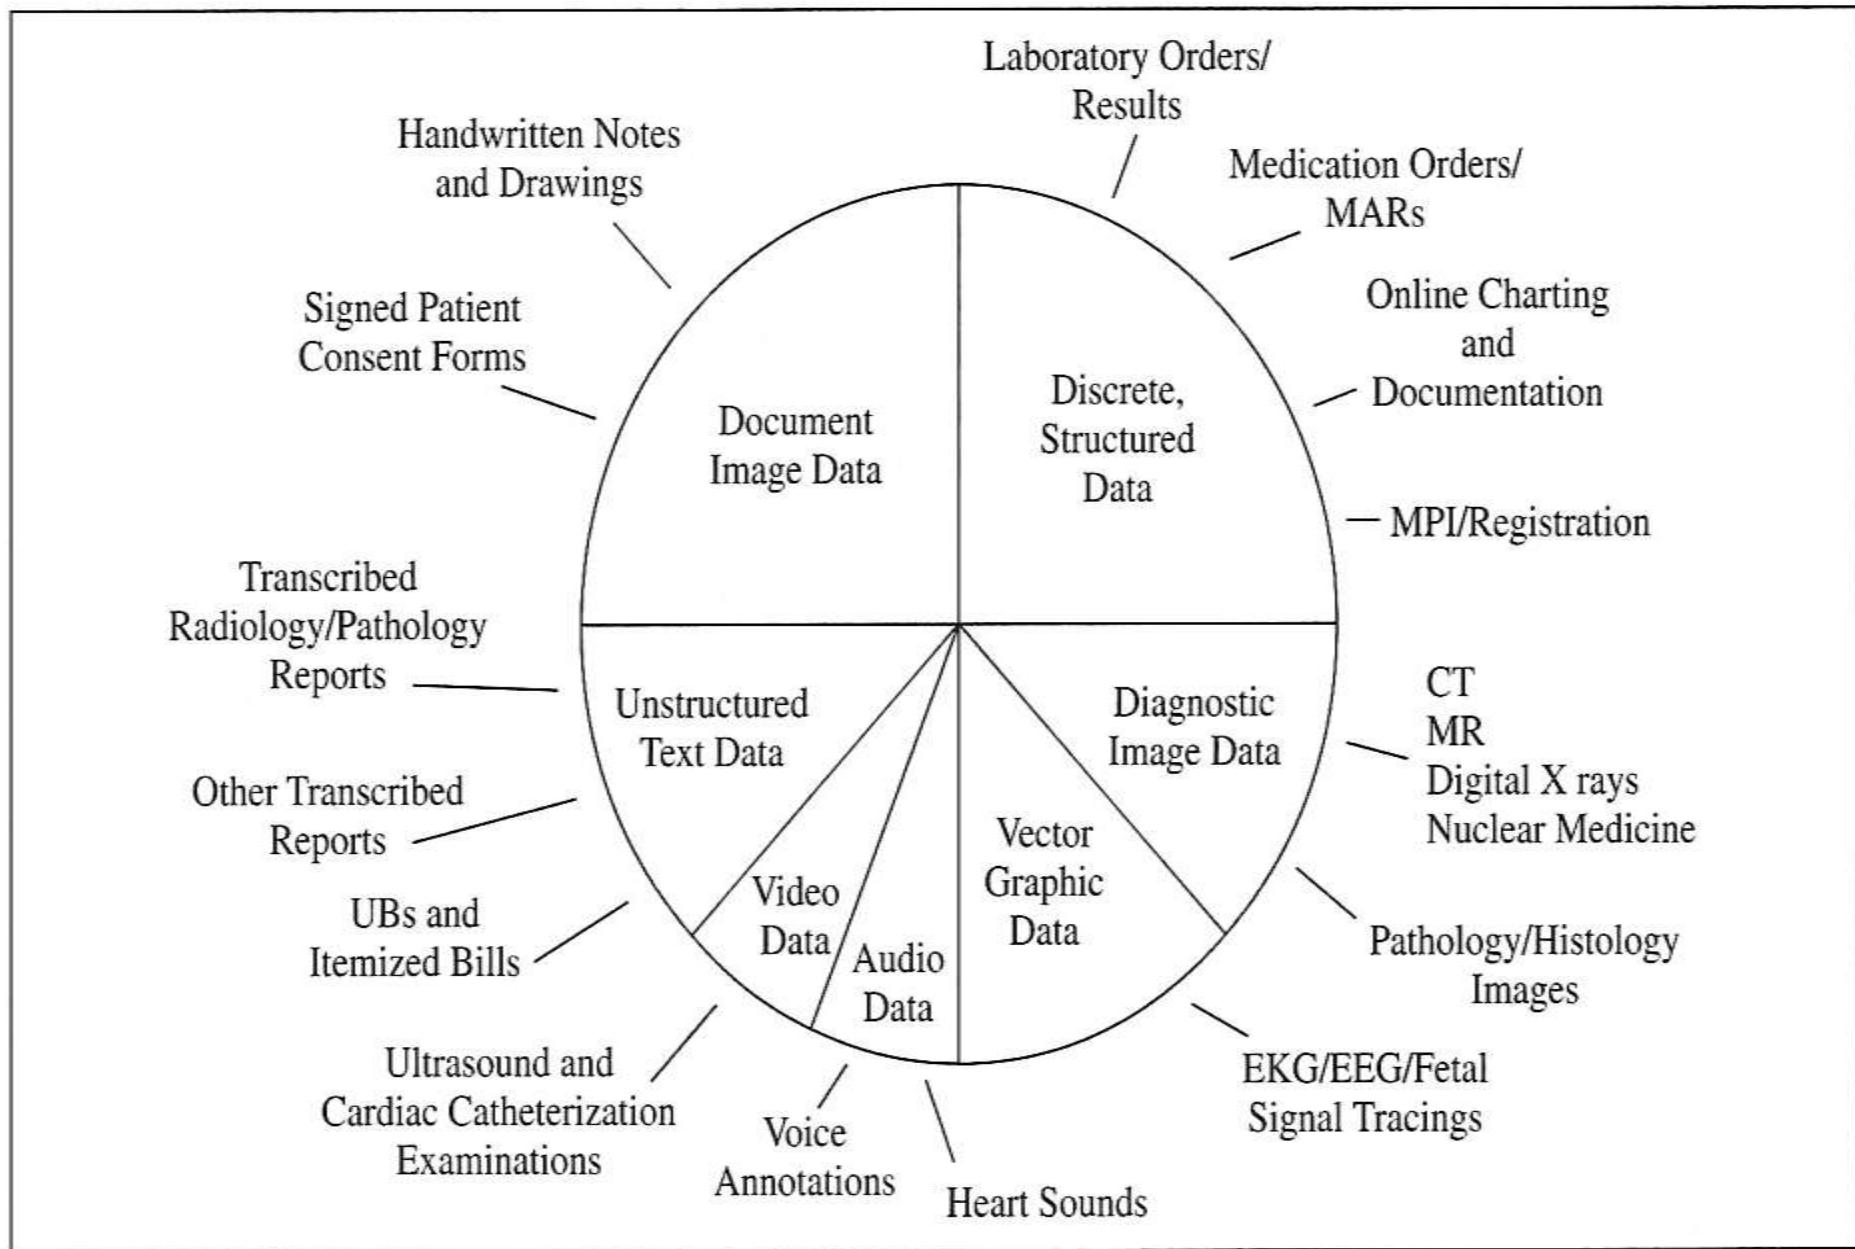 Laboratory Orders/
Results
Handwritten Notes
and Drawings
Medication Orders/
MARs
Signed Patient
Consent Forms
Online Charting
and
Documentation
Document
Image Data
Discrete,
Structured
Data
MPI/Registration
Transcribed
Radiology/Pathology
Reports
Unstructured
Text Data
Diagnostic
Image Data
CT
MR
Digital X rays
Nuclear Medicine
Other Transcribed
Reports
Vector
Graphic
Data
Video
Data
Audio
Data
UBs and
Itemized Bills
Pathology/Histology
Images
Ultrasound and
Cardiac Catheterization
Examinations
Voice
Annotations
Heart Sounds
EKG/EEG/Fetal
Signal Tracings